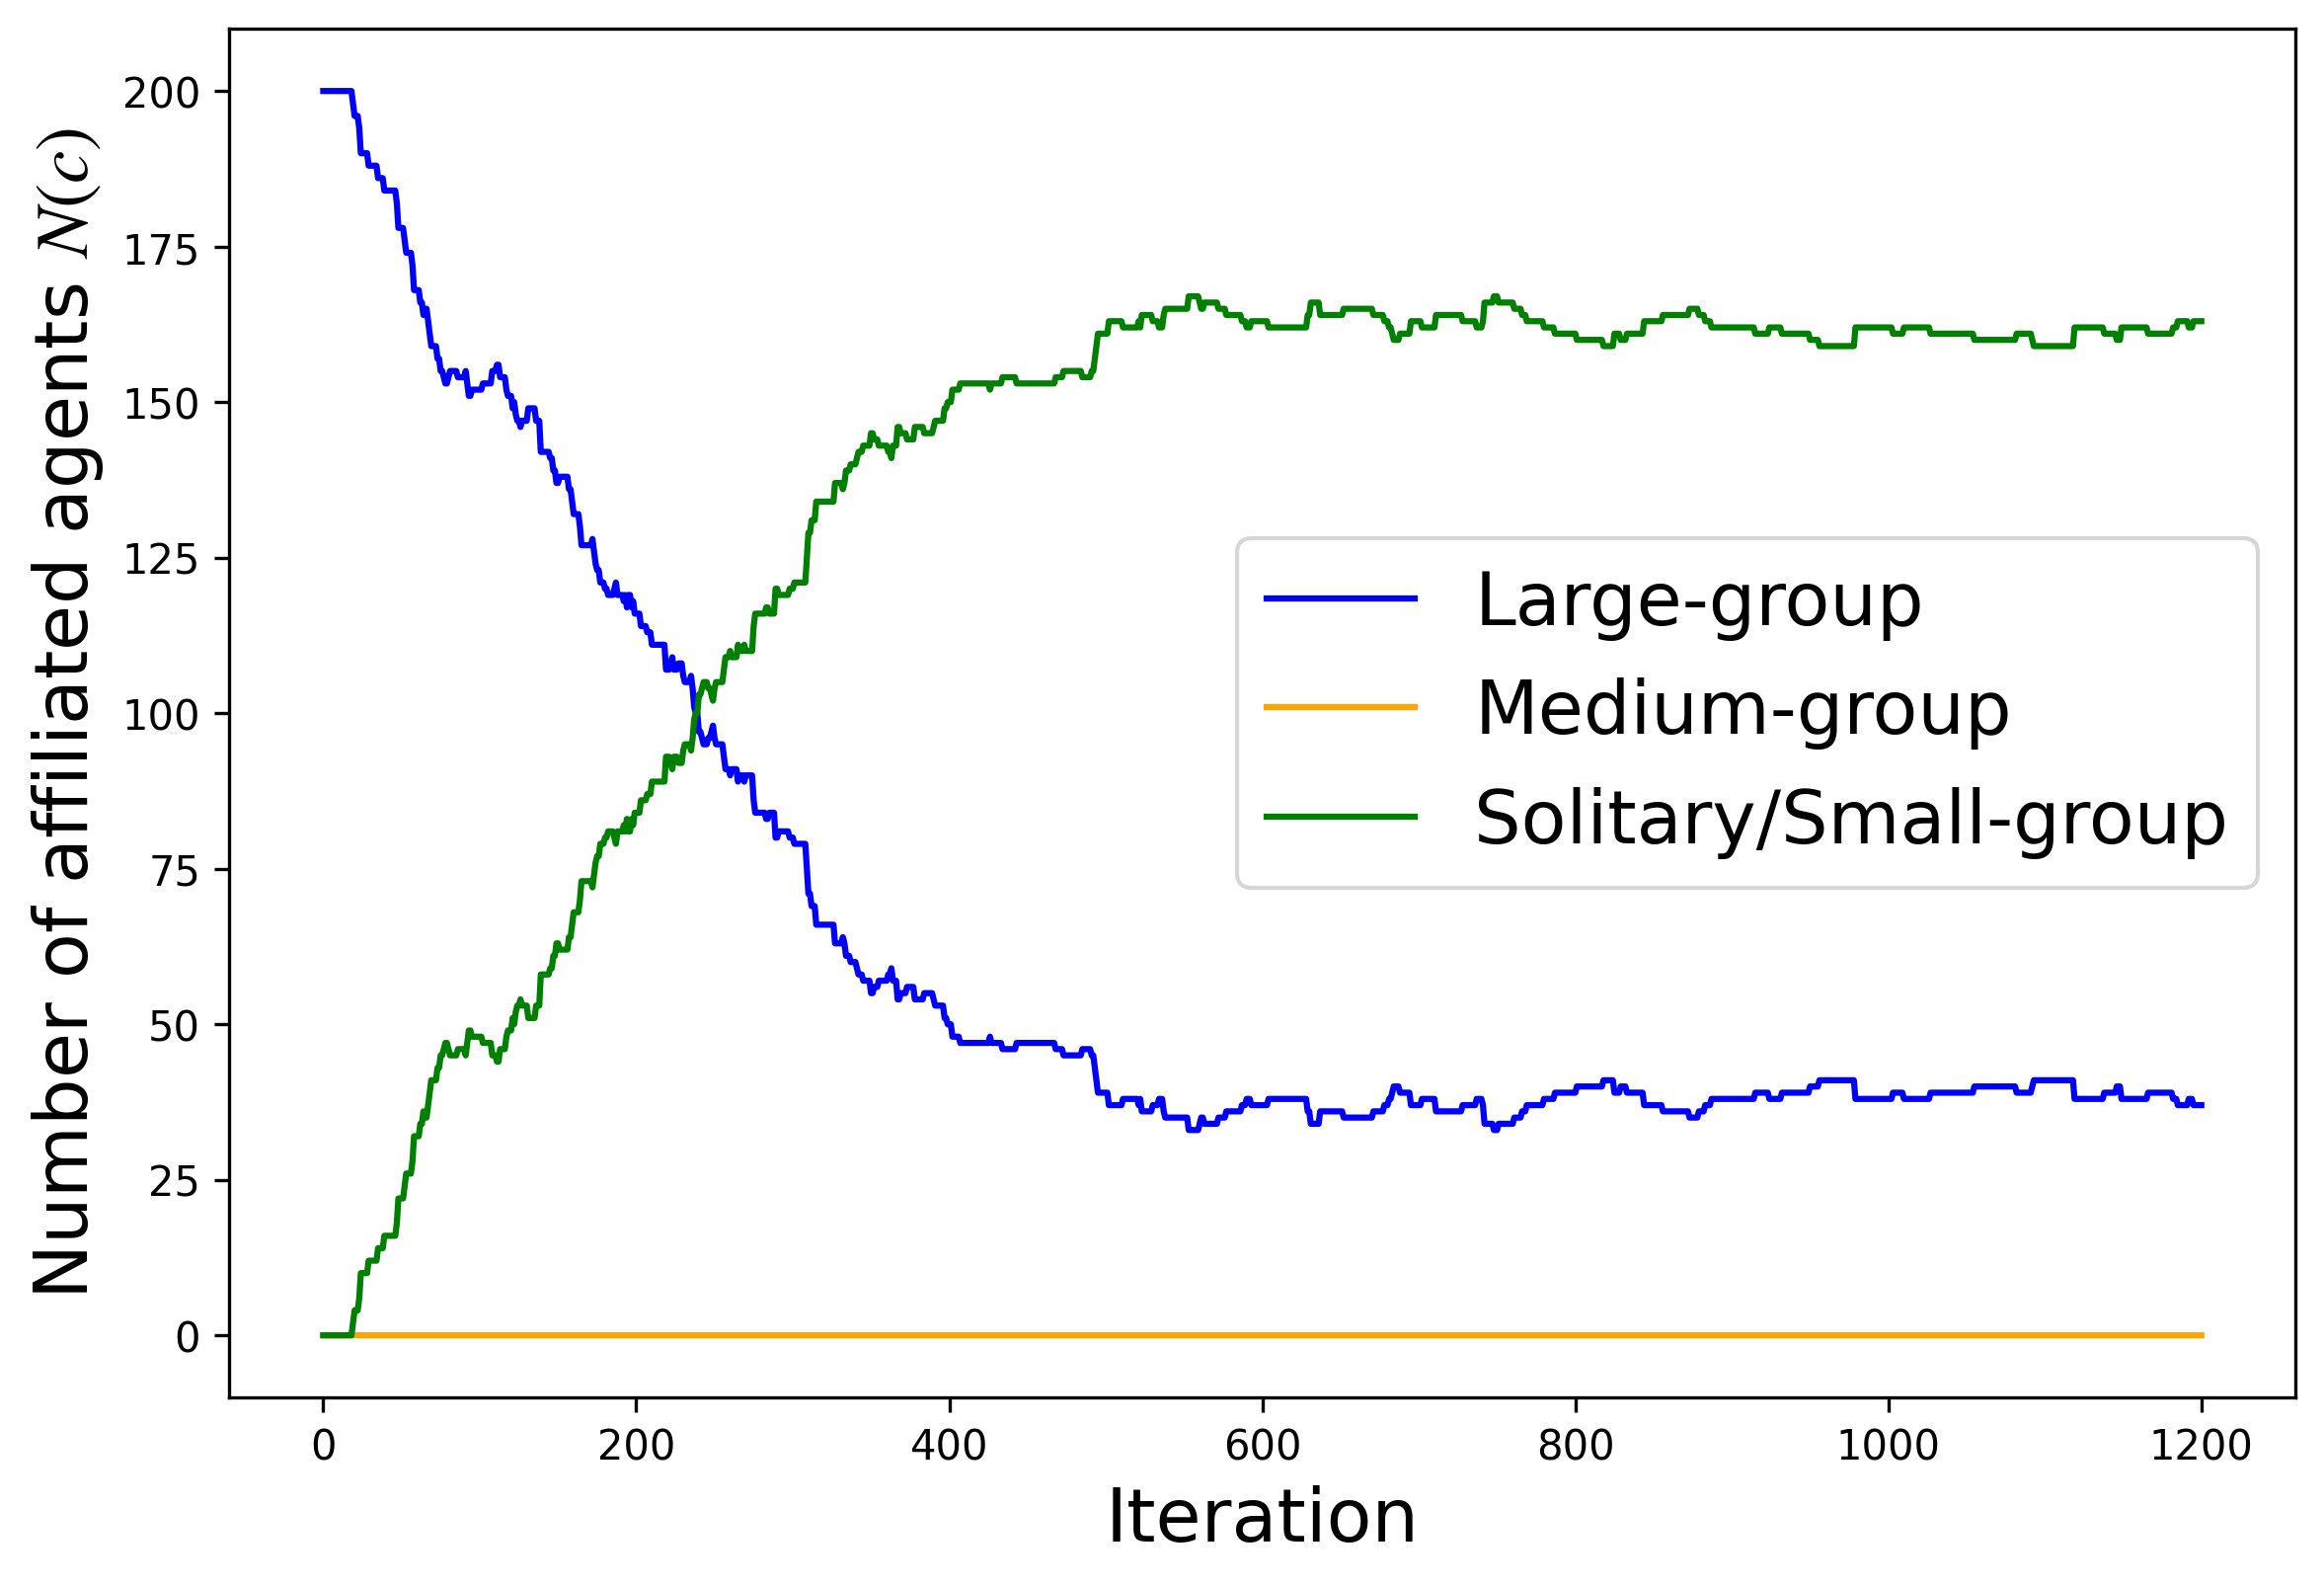 Number of affiliated agents N(c)
200
175
150
125
100
75
50
25
0
Large-group
Medium-group
Solitary/Small-group
0 200 400 600 800 1000 1200
Iteration